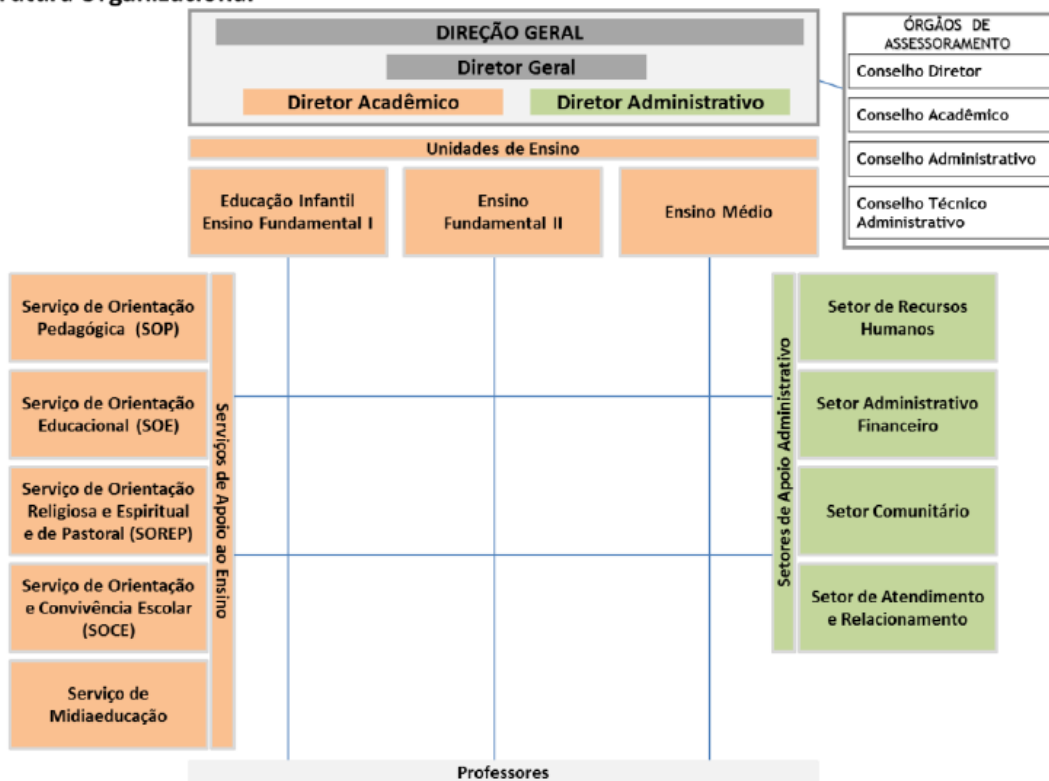 Organizacional
DIREÇÃO GERAL
Diretor Geral
Diretor Acadêmico
Diretor Administrativo
ÓRGÃOS DE
ASSESSORAMENTO
Conselho Diretor
Conselho Acadêmico
Conselho Administrativo
Conselho Técnico
Administrativo
Unidades de Ensino
Educação Infantil
Ensino Fundamental I
Ensino
Fundamental II
Ensino Médio
Serviço de Orientação
Pedagógica (SOP)
Serviço de Orientação
Educacional (SOE)
Serviço de Orientação
Religiosa e Espiritual
e de Pastoral (SOREP)
Serviço de Orientação
e Convivência Escolar
(SOCE)
Serviço de
Midiaeducação
Serviços de Apoio ao Ensino
Setores de Apoio Administrativo
Setor de Recursos
Humanos
Setor Administrativo
Financeiro
Setor Comunitário
Setor de Atendimento
e Relacionamento
Professores